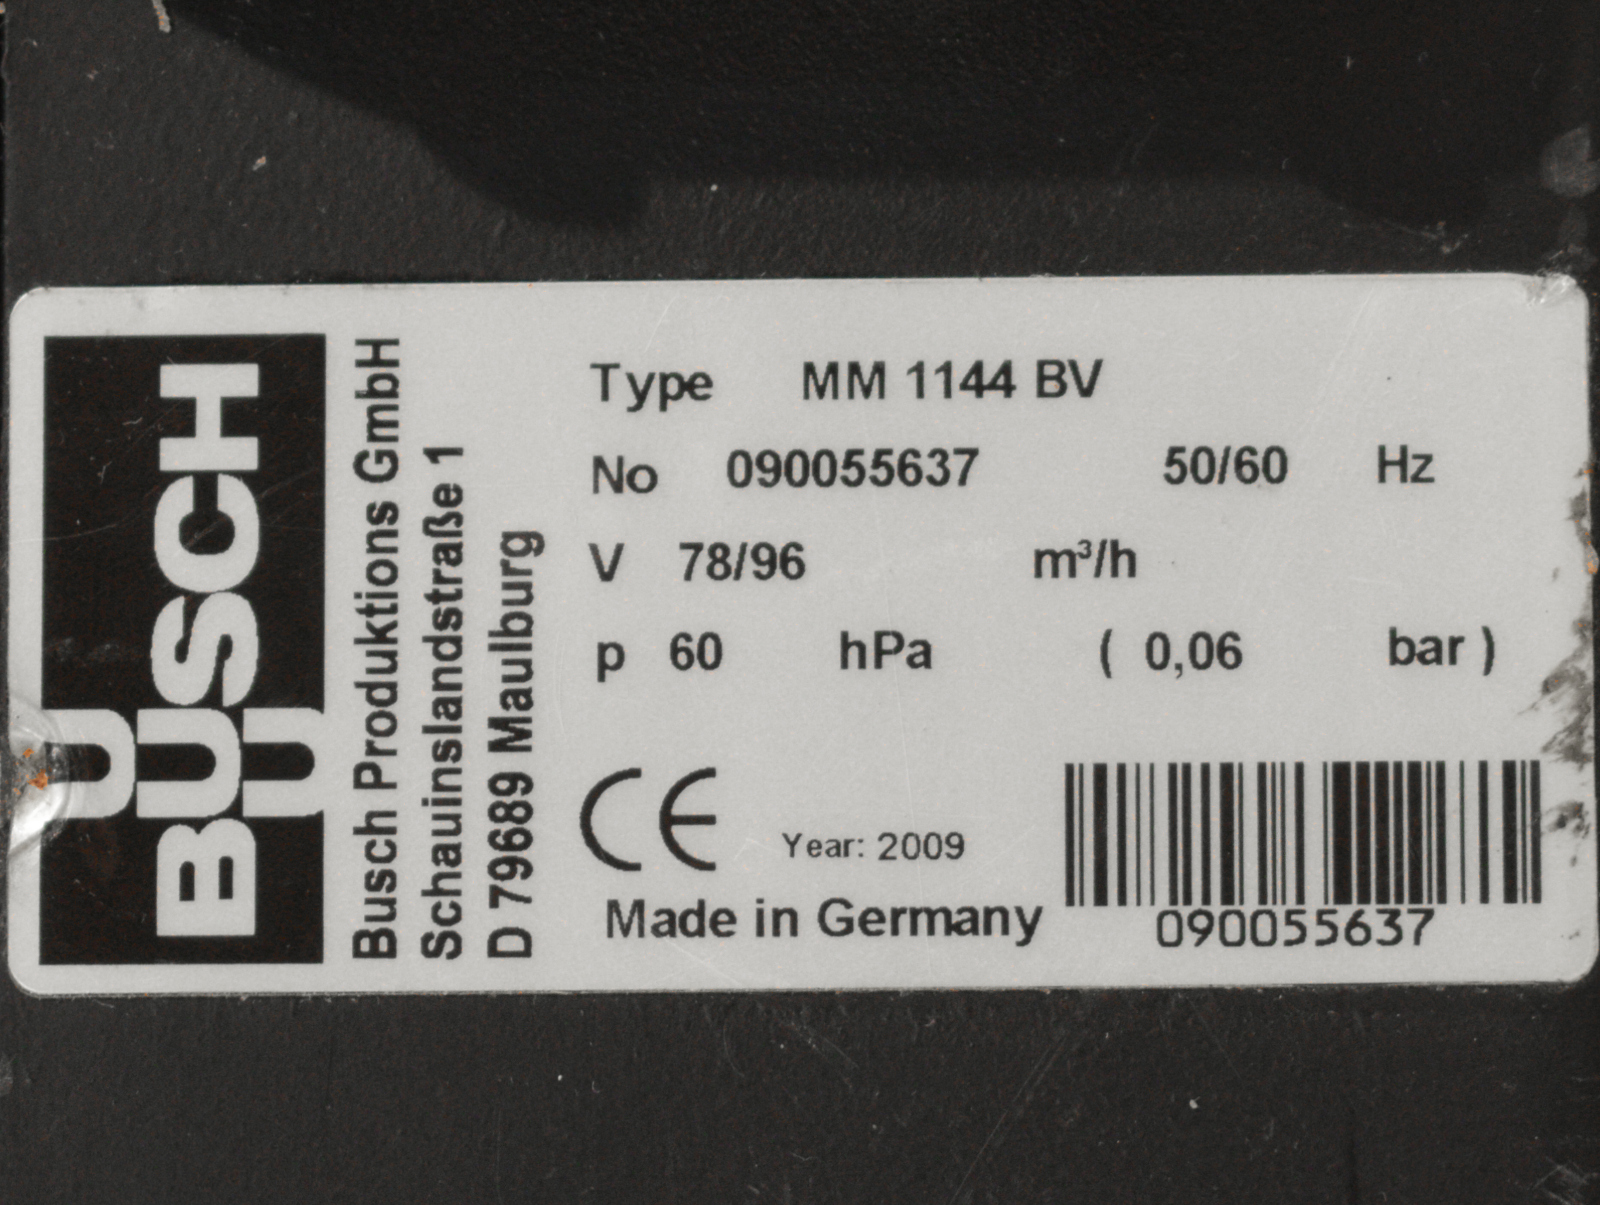 BUSCH
Busch Produktions GmbH
Schauinslandstraße 1
D 79689 Maulburg
Type MM 1144 BV
No 090055637 50/60 Hz
V 78/96 m³/h
p 60 hPa ( 0,06 bar )
CE Year: 2009
Made in Germany
090055637